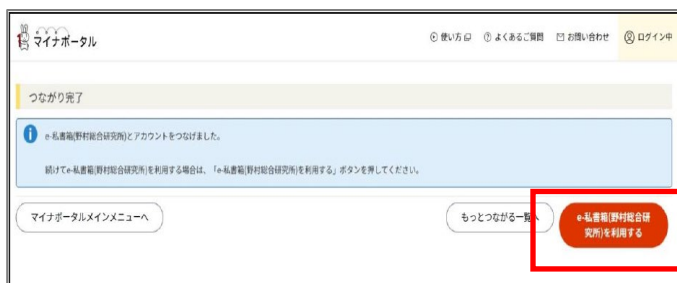 マイナポータル
使い方 よくあるご質問 お問い合わせ ログイン中
つながり完了
e-私書箱(野村総合研究所)とアカウントをつなげました。
続けてe-私書箱(野村総合研究所)を利用する場合は、「e-私書箱(野村総合研究所)を利用する」ボタンを押してください。
マイナポータルメインメニューへ もっとつながる一覧へ e-私書箱(野村総合研
究所)を利用する